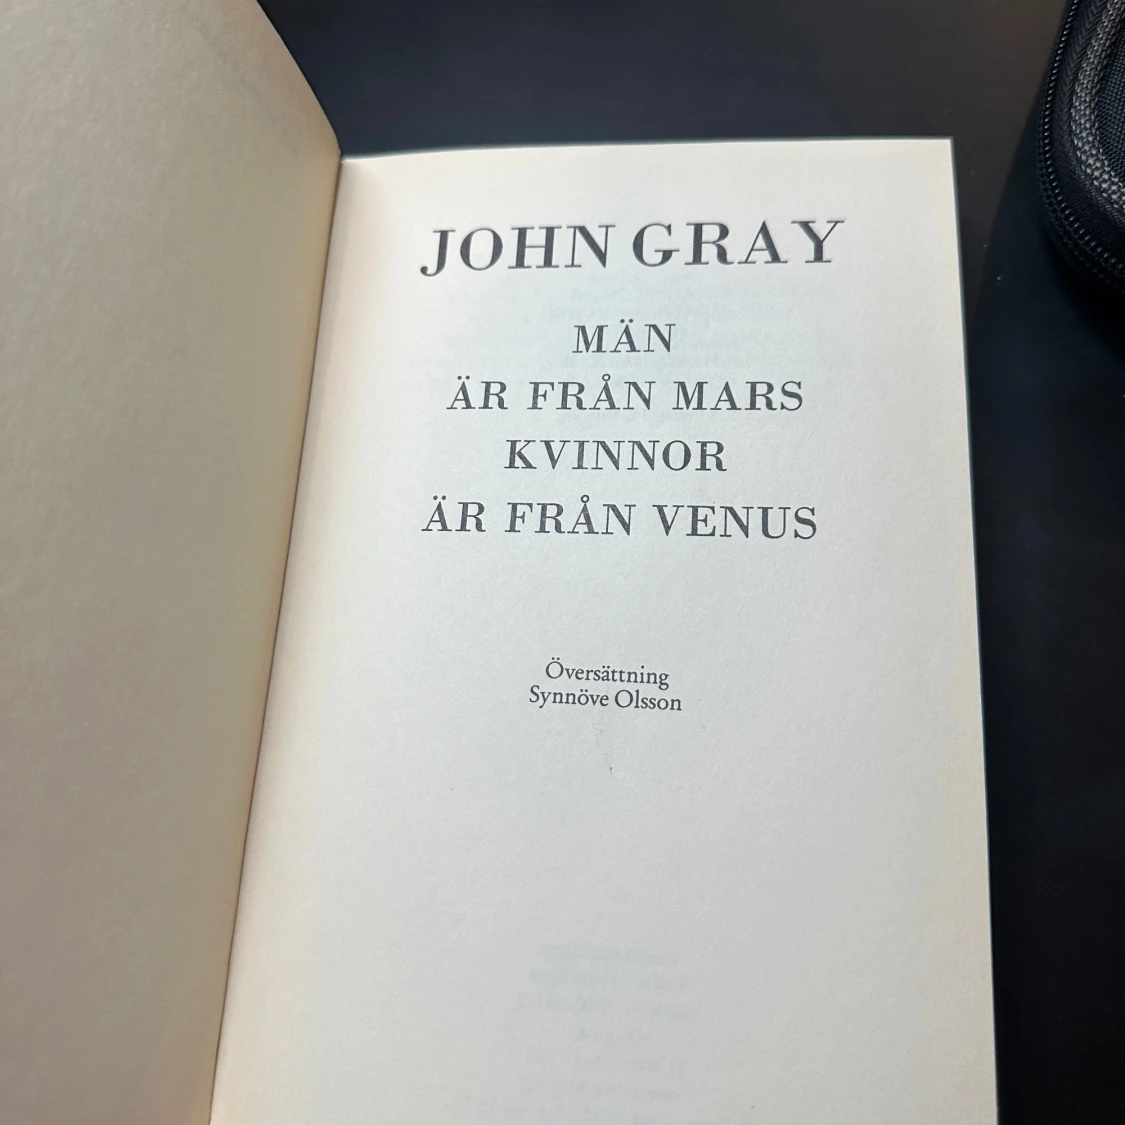 JOHN GRAY
MÄN
ÄR FRÅN MARS
KVINNOR
ÄR FRÅN VENUS
Översättning
Synnöve Olsson